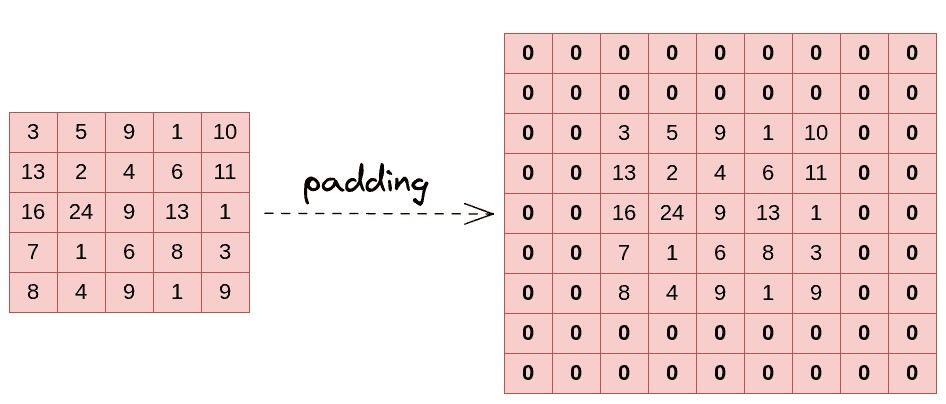 3 5 9 1 10
13 2 4 6 11
16 24 9 13 1
7 1 6 8 3
8 4 9 1 9
padding
0 0 0 0 0 0 0 0 0
0 0 0 0 0 0 0 0 0
0 0 3 5 9 1 10 0 0
0 0 13 2 4 6 11 0 0
0 0 16 24 9 13 1 0 0
0 0 7 1 6 8 3 0 0
0 0 8 4 9 1 9 0 0
0 0 0 0 0 0 0 0 0
0 0 0 0 0 0 0 0 0